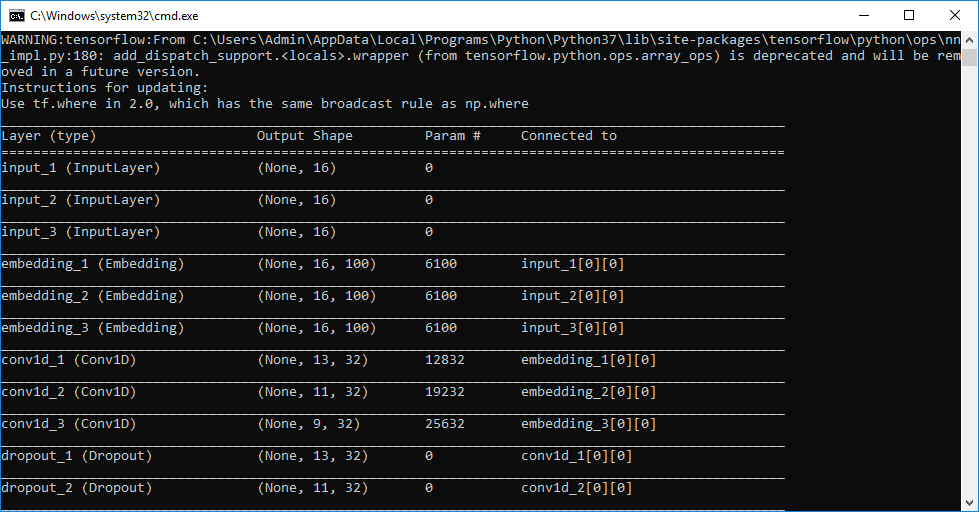 C:\Windows\system32\cmd.exe
WARNING:tensorflow:From C:\Users\Admin\AppData\Local\Programs\Python\Python37\lib\site-packages\tensorflow\python\ops\nn
_impl.py:180: add_dispatch_support.<locals>.wrapper (from tensorflow.python.ops.array_ops) is deprecated and will be rem
oved in a future version.
Instructions for updating:
Use tf.where in 2.0, which has the same broadcast rule as np.where
__________________________________________________________________________________________________
Layer (type)                    Output Shape         Param #     Connected to
==================================================================================================
input_1 (InputLayer)            (None, 16)           0
__________________________________________________________________________________________________
input_2 (InputLayer)            (None, 16)           0
__________________________________________________________________________________________________
input_3 (InputLayer)            (None, 16)           0
__________________________________________________________________________________________________
embedding_1 (Embedding)         (None, 16, 100)      6100        input_1[0][0]
__________________________________________________________________________________________________
embedding_2 (Embedding)         (None, 16, 100)      6100        input_2[0][0]
__________________________________________________________________________________________________
embedding_3 (Embedding)         (None, 16, 100)      6100        input_3[0][0]
__________________________________________________________________________________________________
conv1d_1 (Conv1D)               (None, 13, 32)       12832       embedding_1[0][0]
__________________________________________________________________________________________________
conv1d_2 (Conv1D)               (None, 11, 32)       19232       embedding_2[0][0]
__________________________________________________________________________________________________
conv1d_3 (Conv1D)               (None, 9, 32)        25632       embedding_3[0][0]
__________________________________________________________________________________________________
dropout_1 (Dropout)             (None, 13, 32)       0           conv1d_1[0][0]
__________________________________________________________________________________________________
dropout_2 (Dropout)             (None, 11, 32)       0           conv1d_2[0][0]
__________________________________________________________________________________________________